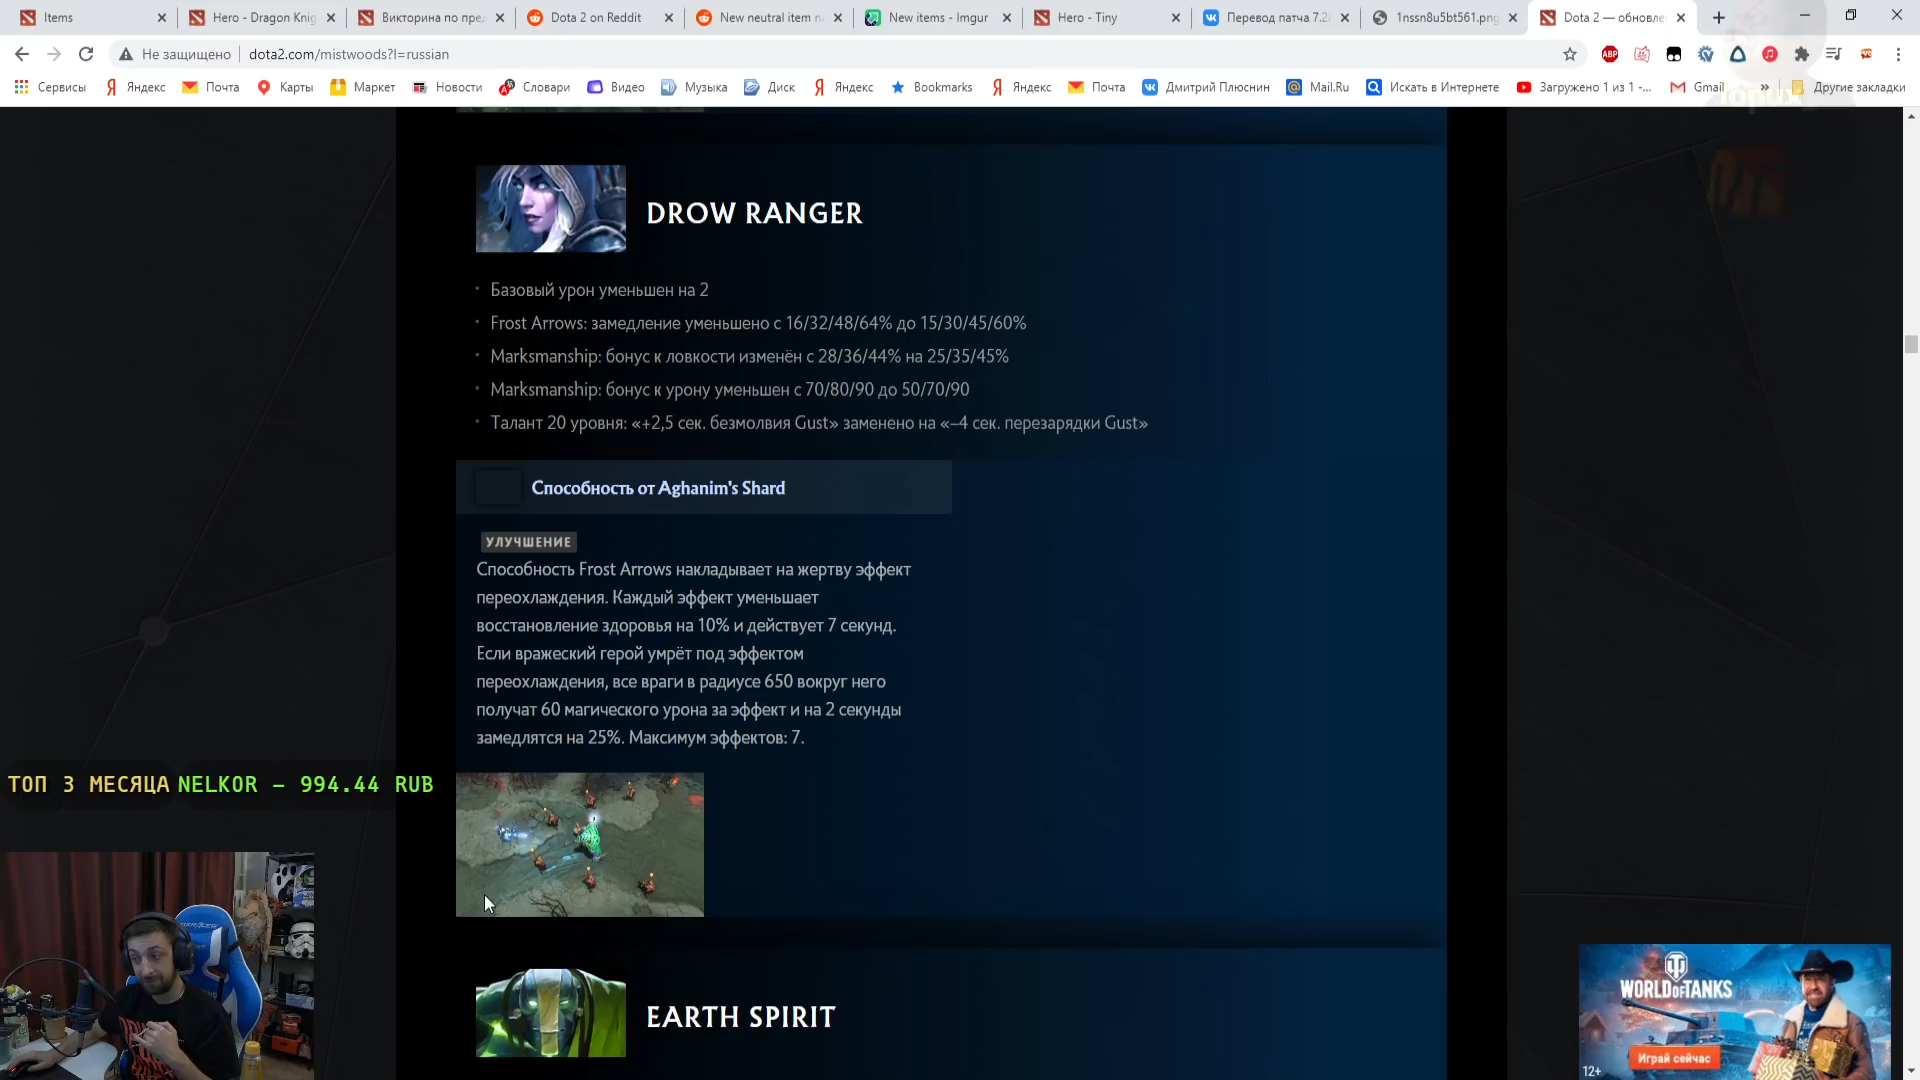 Items
Hero - Dragon Knig
Викторина по пред
Dota 2 on Reddit
New neutral item na
New items - Imgur
Hero - Tiny
Перевод патча 7.28
1nssn8u5bt561.png
Dota 2 — обновле
Не защищено
dota2.com/mistwoods?l=russian
ABP
Сервисы
Яндекс
Почта
Карты
Маркет
Новости
Словари
Видео
Музыка
Диск
Яндекс
Bookmarks
Яндекс
Почта
Дмитрий Плюснин
Mail.Ru
Искать в Интернете
Загружено 1 из 1 -...
Gmail
»
Другие закладки
DROW RANGER
Базовый урон уменьшен на 2
Frost Arrows: замедление уменьшено с 16/32/48/64% до 15/30/45/60%
Marksmanship: бонус к ловкости изменён с 28/36/44% на 25/35/45%
Marksmanship: бонус к урону уменьшен с 70/80/90 до 50/70/90
Талант 20 уровня: «+2,5 сек. безмолвия Gust» заменено на «–4 сек. перезарядки Gust»
Способность от Aghanim's Shard
УЛУЧШЕНИЕ
Способность Frost Arrows накладывает на жертву эффект
переохлаждения. Каждый эффект уменьшает
восстановление здоровья на 10% и действует 7 секунд.
Если вражеский герой умрёт под эффектом
переохлаждения, все враги в радиусе 650 вокруг него
получат 60 магического урона за эффект и на 2 секунды
замедлятся на 25%. Максимум эффектов: 7.
ТОП 3 МЕСЯЦА NELKOR – 994.44 RUB
EARTH SPIRIT
WORLD OF TANKS
Играй сейчас
12+